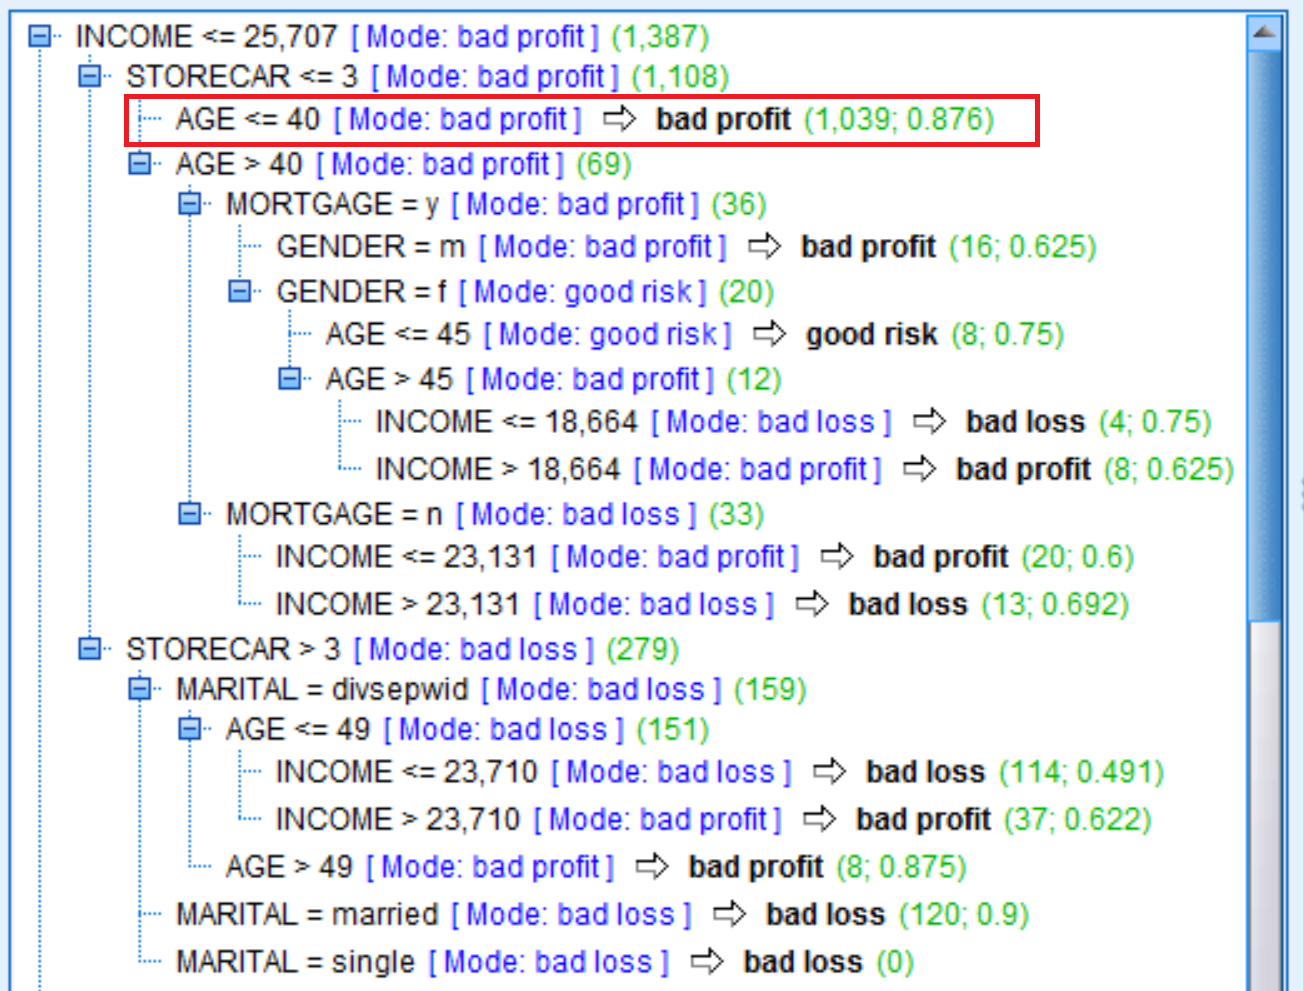 INCOME <= 25,707 [ Mode: bad profit ] (1,387)
STORECAR <= 3 [ Mode: bad profit ] (1,108)
AGE <= 40 [ Mode: bad profit ] ⇨ bad profit (1,039; 0.876)
AGE > 40 [ Mode: bad profit ] (69)
MORTGAGE = y [ Mode: bad profit ] (36)
GENDER = m [ Mode: bad profit ] ⇨ bad profit (16; 0.625)
GENDER = f [ Mode: good risk ] (20)
AGE <= 45 [ Mode: good risk ] ⇨ good risk (8; 0.75)
AGE > 45 [ Mode: bad profit ] (12)
INCOME <= 18,664 [ Mode: bad loss ] ⇨ bad loss (4; 0.75)
INCOME > 18,664 [ Mode: bad profit ] ⇨ bad profit (8; 0.625)
MORTGAGE = n [ Mode: bad loss ] (33)
INCOME <= 23,131 [ Mode: bad profit ] ⇨ bad profit (20; 0.6)
INCOME > 23,131 [ Mode: bad loss ] ⇨ bad loss (13; 0.692)
STORECAR > 3 [ Mode: bad loss ] (279)
MARITAL = divsepwid [ Mode: bad loss ] (159)
AGE <= 49 [ Mode: bad loss ] (151)
INCOME <= 23,710 [ Mode: bad loss ] ⇨ bad loss (114; 0.491)
INCOME > 23,710 [ Mode: bad profit ] ⇨ bad profit (37; 0.622)
AGE > 49 [ Mode: bad profit ] ⇨ bad profit (8; 0.875)
MARITAL = married [ Mode: bad loss ] ⇨ bad loss (120; 0.9)
MARITAL = single [ Mode: bad loss ] ⇨ bad loss (0)